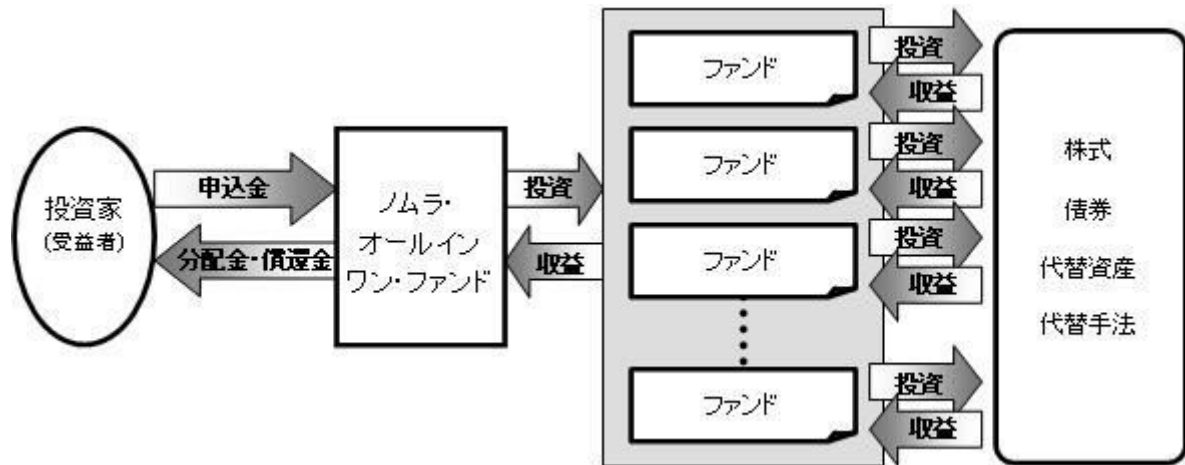 投資家
(受益者)
申込金
分配金・償還金
ノムラ・
オールイン
ワン・ファンド
投資
収益
ファンド
投資
収益
ファンド
投資
収益
ファンド
投資
収益
ファンド
投資
収益
株式
債券
代替資産
代替手法